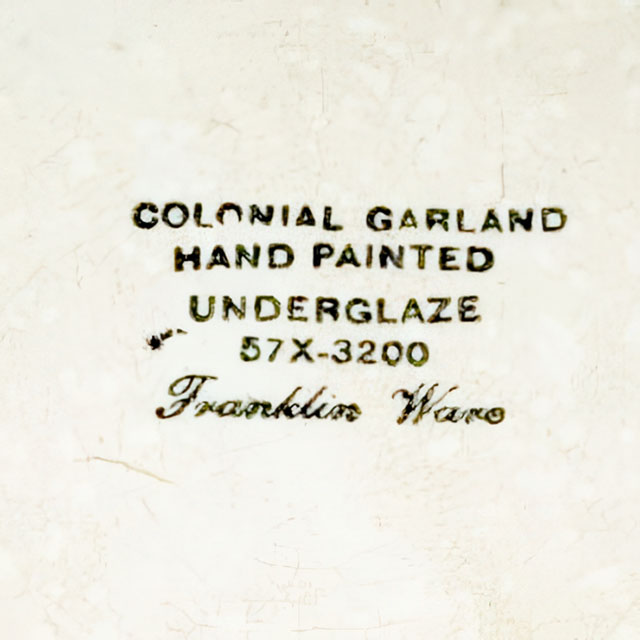 COLONIAL GARLAND
HAND PAINTED
UNDERGLAZE
57X-3200
Franklin Ware